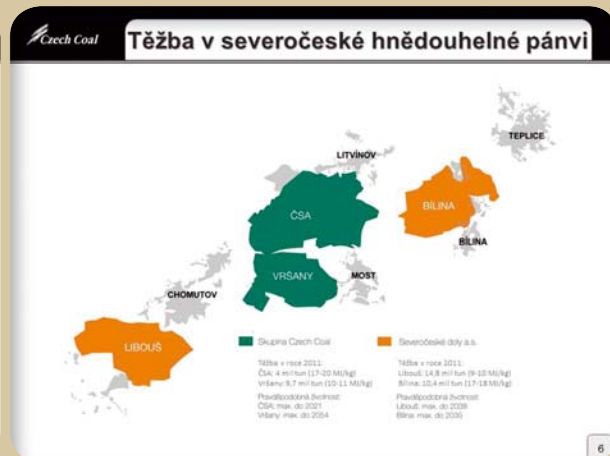 Czech Coal
Těžba v severočeské hnědouhelné pánvi
TEPLICE
LITVÍNOV
ČSA
BÍLINA
BÍLINA
VRŠANY
MOST
CHOMUTOV
LIBOUŠ
Skupina Czech Coal
Těžba v roce 2011:
ČSA: 4 mil tun (17-20 MJ/kg)
Vršany: 9,7 mil tun (10-11 MJ/kg)
Pravděpodobná životnost:
ČSA: max. do 2021
Vršany: max. do 2054
Severočeské doly a.s.
Těžba v roce 2011:
Libouš: 14,8 mil tun (9-10 MJ/kg)
Bílina: 10,4 mil tun (17-18 MJ/kg)
Pravděpodobná životnost:
Libouš: max. do 2038
Bílina: max. do 2035
6